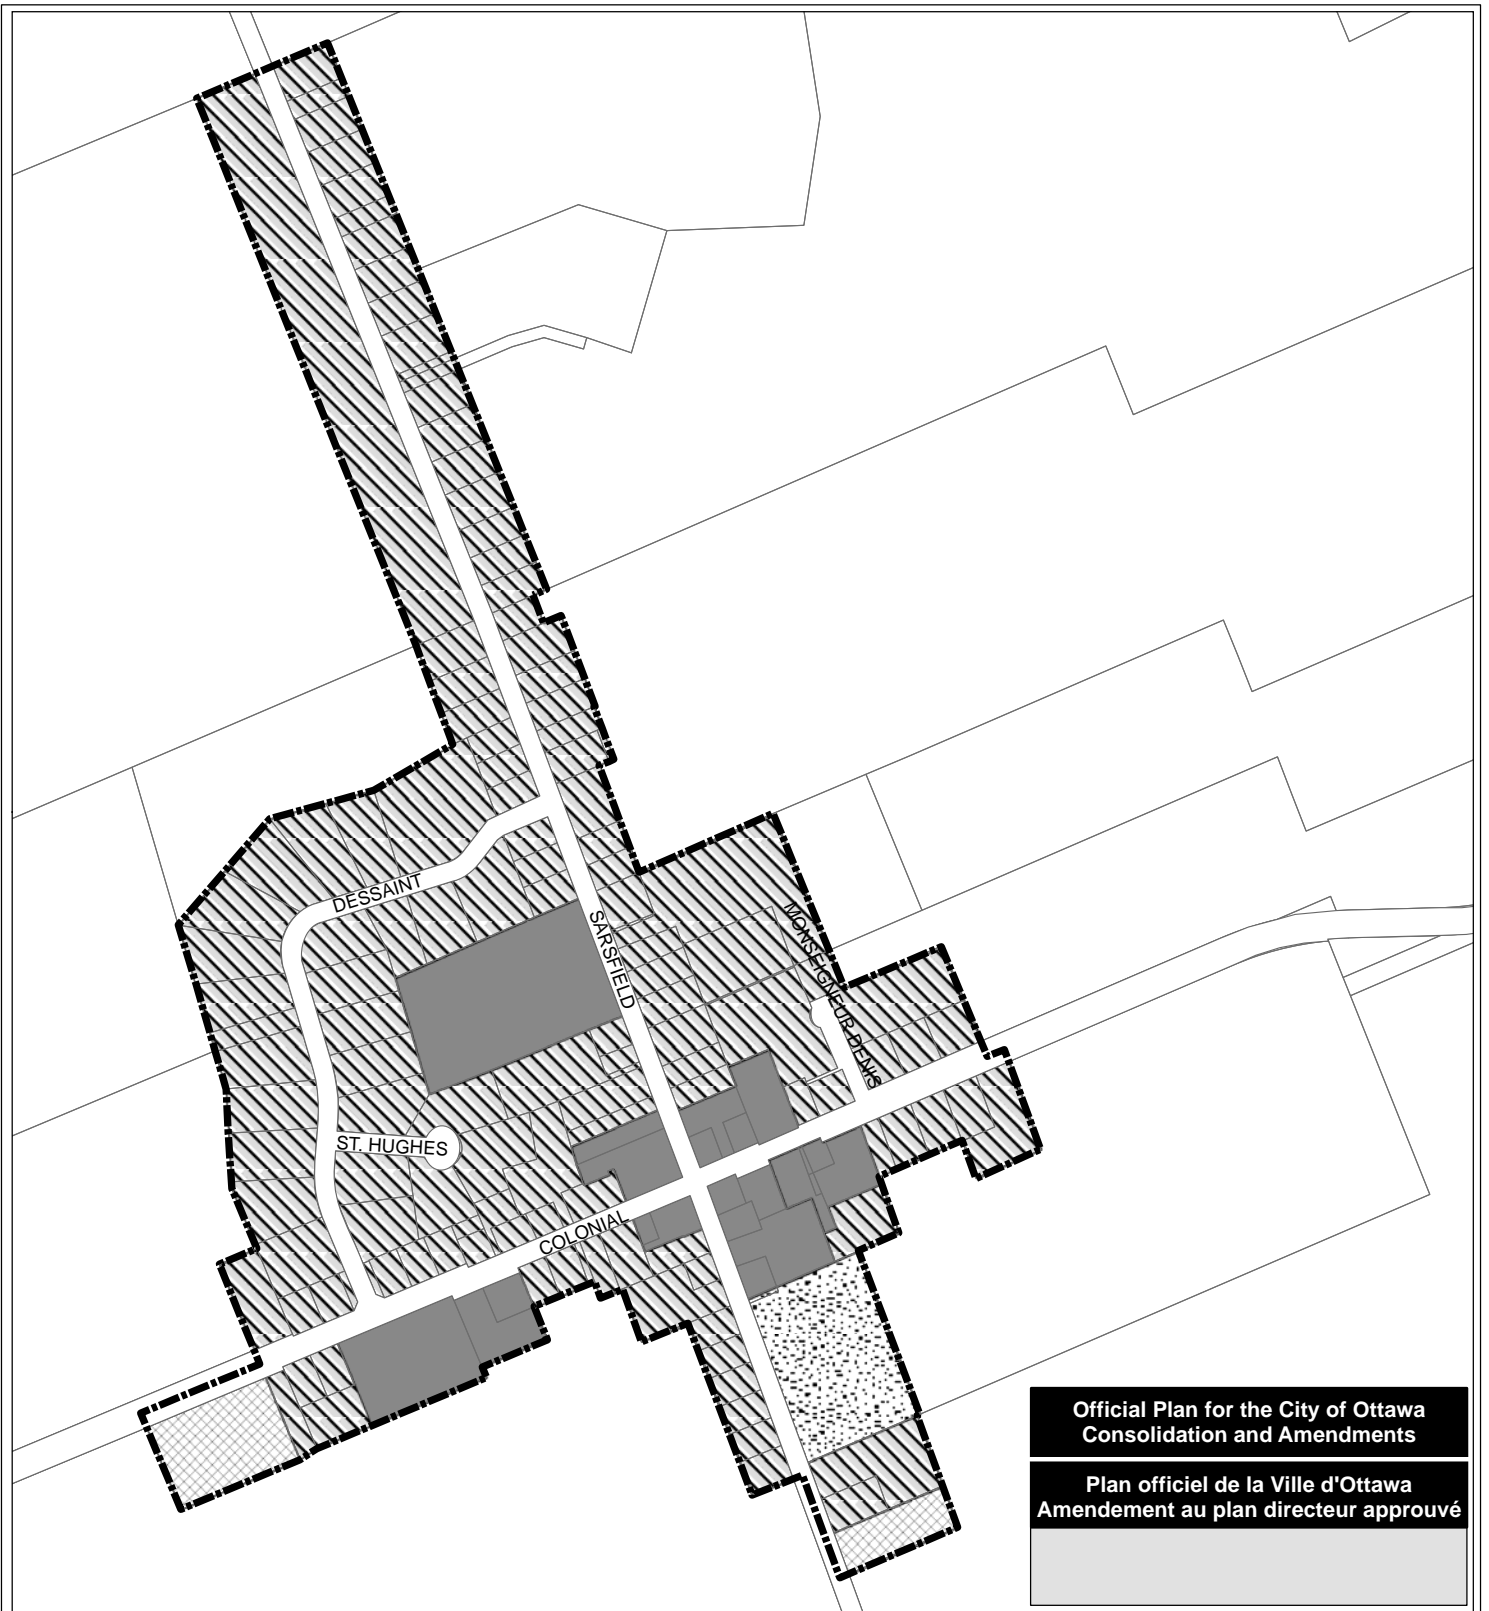 DESSAINT
SARSFIELD
MONSEIGNEUR DENIS
ST. HUGHES
COLONIAL
Official Plan for the City of Ottawa
Consolidation and Amendments
Plan officiel de la Ville d'Ottawa
Amendement au plan directeur approuvé